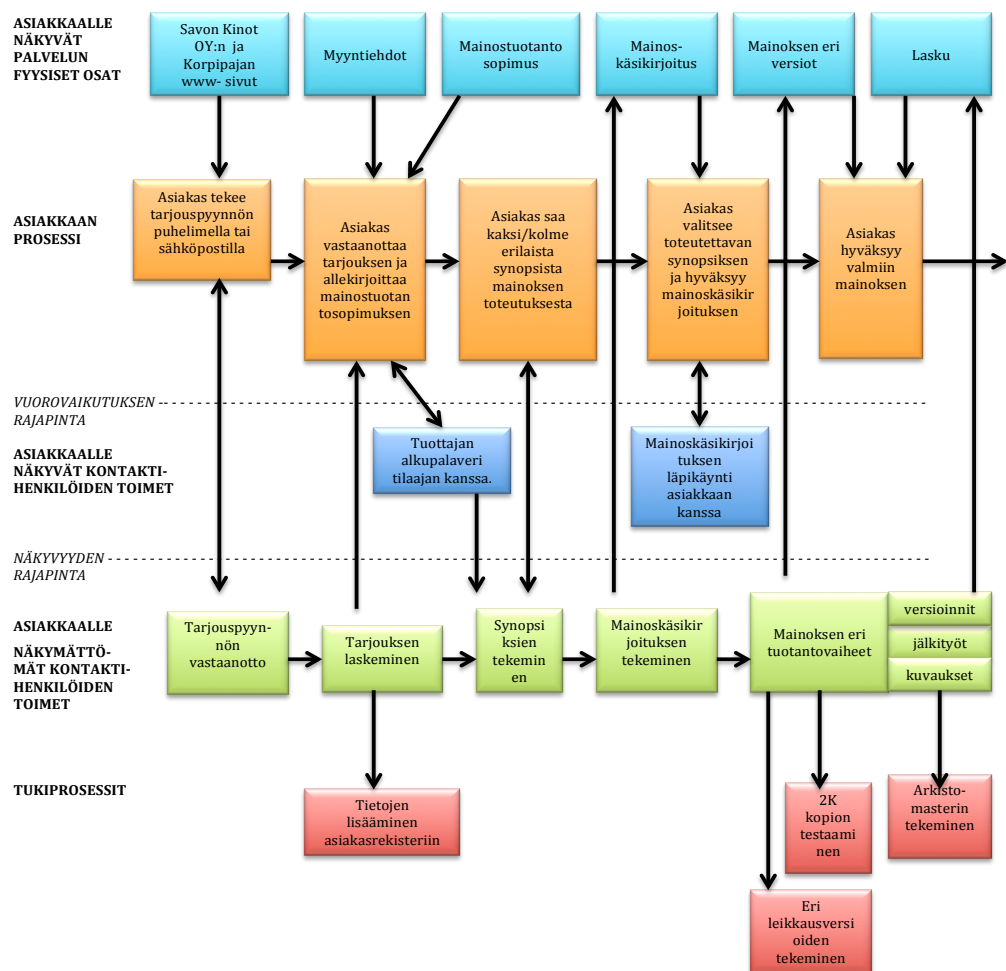 ASIAKKAALLE
NÄKYVÄT
PALVELUN
FYYSISET OSAT
Savon Kinot
OY:n ja
Korpipajan
www- sivut
Myyntiehdot
Mainostuotanto
sopimus
Mainos-
käsikirjoitus
Mainoksen eri
versiot
Lasku
ASIAKKAAN
PROSESSI
Asiakas tekee
tarjouspyynnön
puhelimella tai
sähköpostilla
Asiakas
vastaanottaa
tarjouksen ja
allekirjoittaa
mainostuotan
tosopimuksen
Asiakas saa
kaksi/kolme
erilaista
synopsista
mainoksen
toteutuksesta
Asiakas
valitsee
toteutettavan
synopsiksen
ja hyväksyy
mainoskäsikir
joituksen
Asiakas
hyväksyy
valmiin
mainoksen
VUOROVAIKUTUKSEN
RAJAPINTA
ASIAKKAALLE
NÄKYVÄT KONTAKTI-
HENKILÖIDEN TOIMET
Tuottajan
alkupalaveri
tilaajan kanssa.
Mainoskäsikirjoi
tuksen
läpikäynti
asiakkaan
kanssa
NÄKYVYYDEN
RAJAPINTA
ASIAKKAALLE
NÄKYMÄTTÖ-
MÄT KONTAKTI-
HENKILÖIDEN
TOIMET
Tarjouspyyn-
nön
vastaanotto
Tarjouksen
laskeminen
Synopsi
ksien
tekemin
en
Mainoskäsikir
joituksen
tekeminen
Mainoksen eri
tuotantovaiheet
versioinnit
jälkityöt
kuvaukset
TUKIPROSESSIT
Tietojen
lisääminen
asiakasrekisteriin
2K
kopion
testaami
nen
Arkisto-
masterin
tekeminen
Eri
leikkausversi
oiden
tekeminen